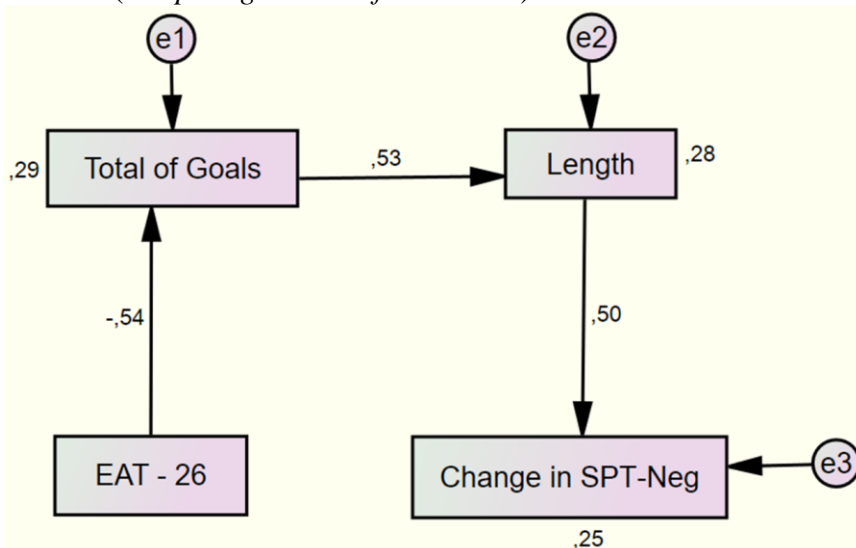 e1
e2
,29
Total of Goals
,53
Length
,28
-,54
,50
EAT - 26
Change in SPT-Neg
e3
,25